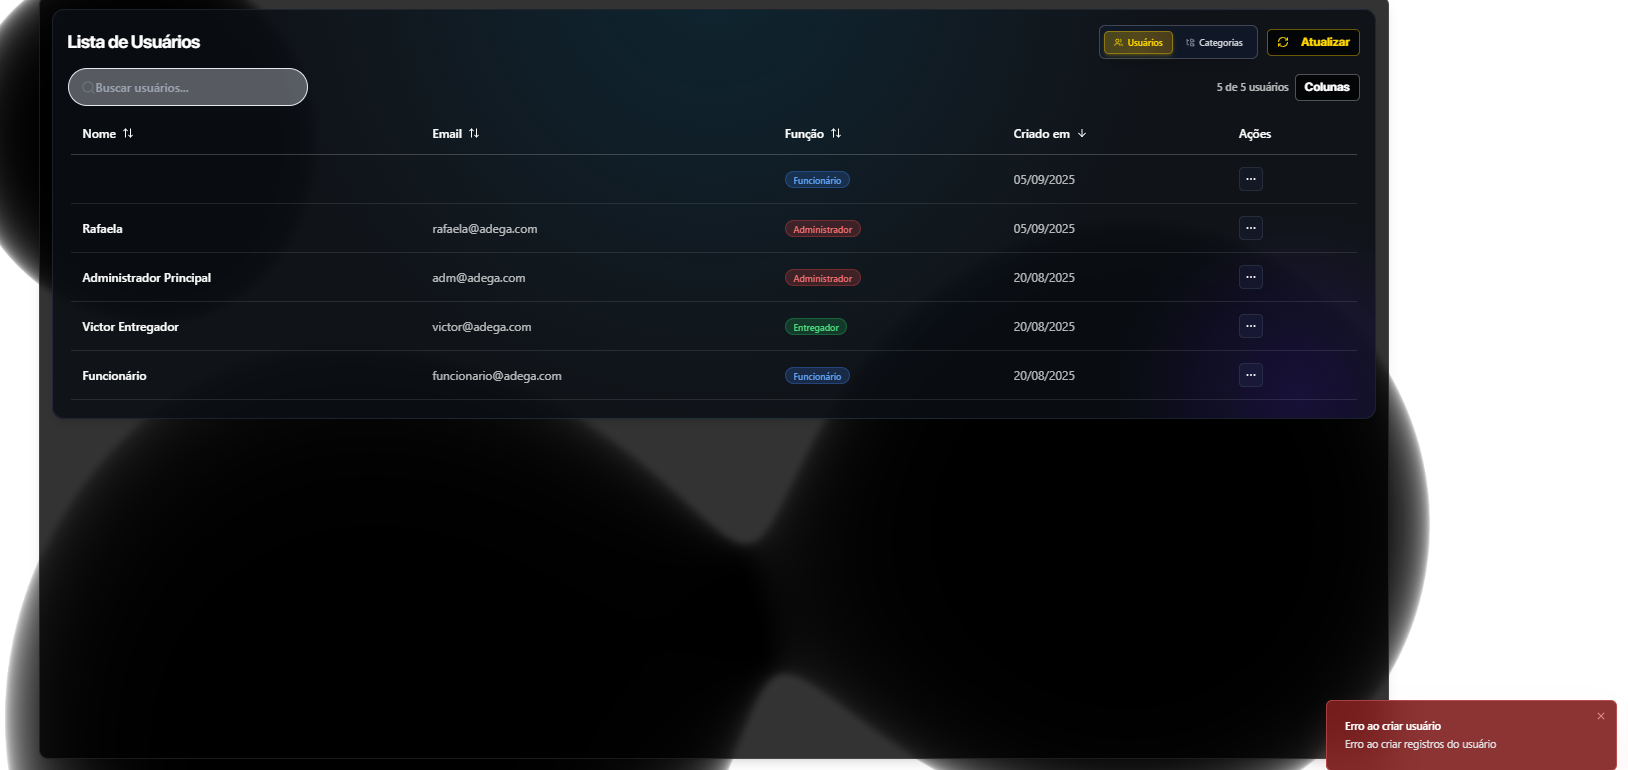 Lista de Usuários
Usuários Categorias Atualizar
Buscar usuários...
5 de 5 usuários Colunas
Nome Email Função Criado em Ações
Funcionário 05/09/2025
Rafaela rafaela@adega.com Administrador 05/09/2025
Administrador Principal adm@adega.com Administrador 20/08/2025
Victor Entregador victor@adega.com Entregador 20/08/2025
Funcionário funcionario@adega.com Funcionário 20/08/2025
Erro ao criar usuário
Erro ao criar registros do usuário